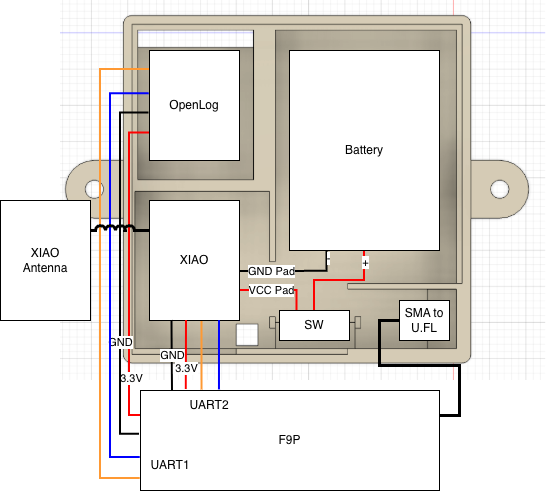 OpenLog
Battery
XIAO
Antenna
XIAO
GND Pad
-
+
VCC Pad
SW
SMA to
U.FL
GND
GND
3.3V
3.3V
UART2
F9P
UART1